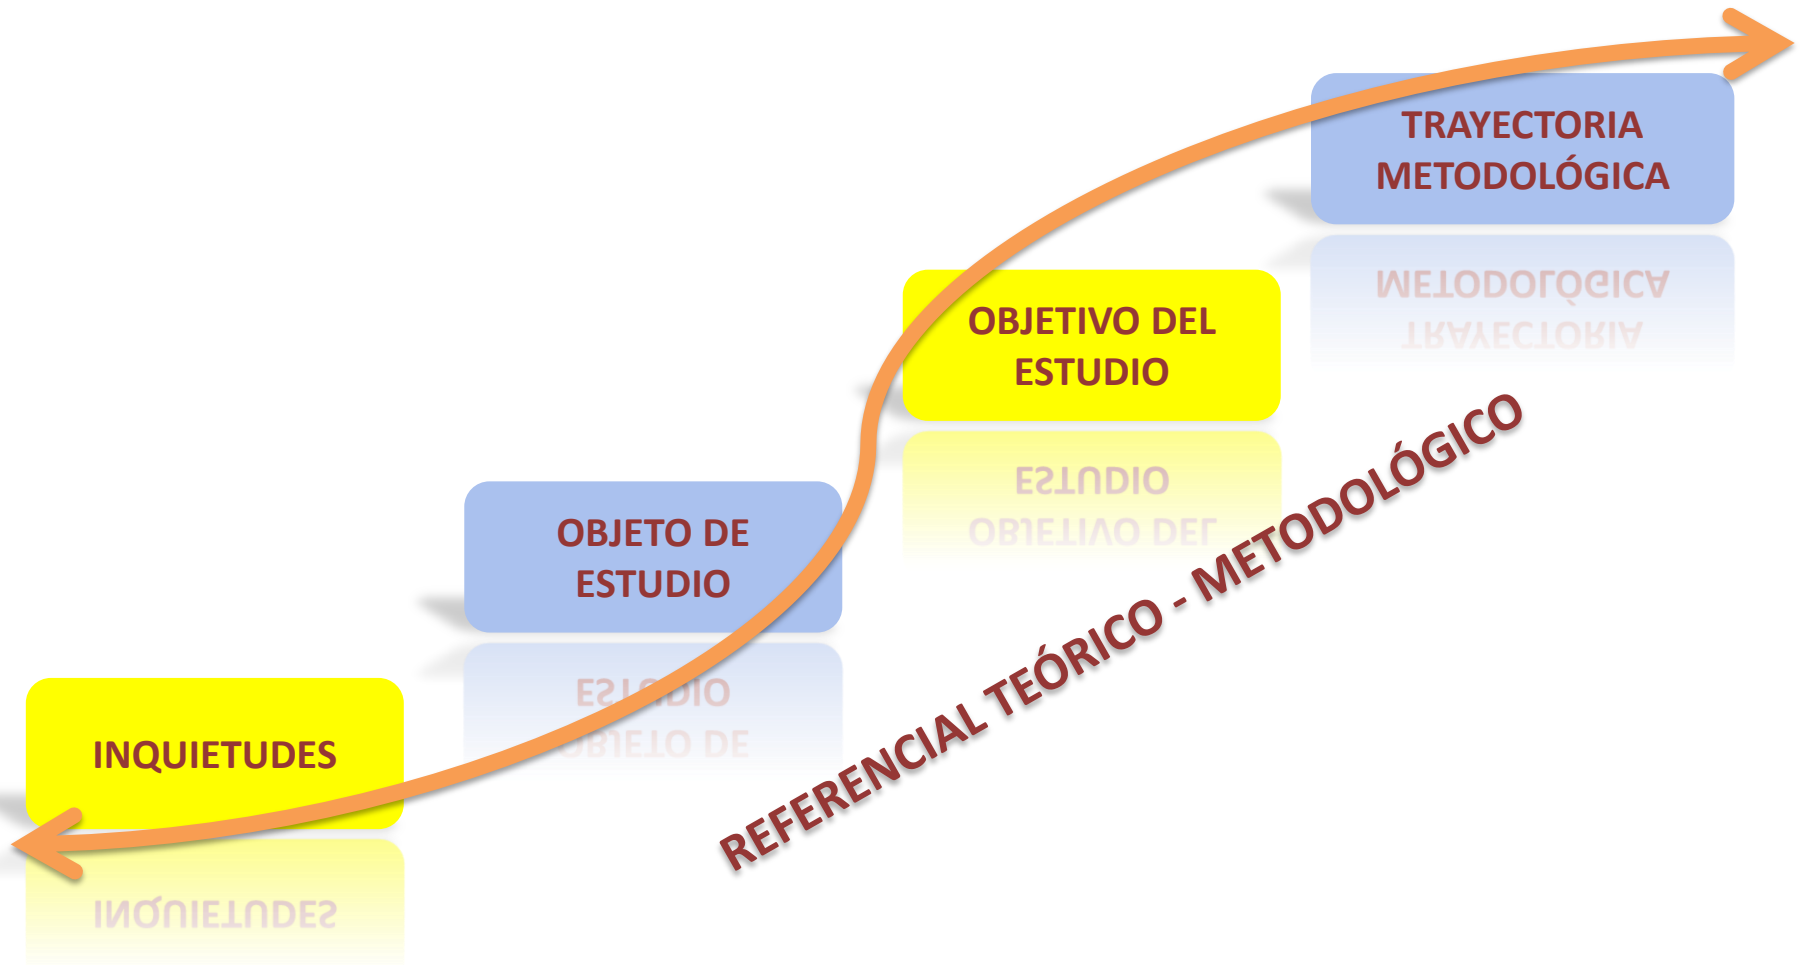 TRAYECTORIA
METODOLÓGICA
OBJETIVO DEL
ESTUDIO
OBJETO DE
ESTUDIO
INQUIETUDES
REFERENCIAL TEÓRICO - METODOLÓGICO